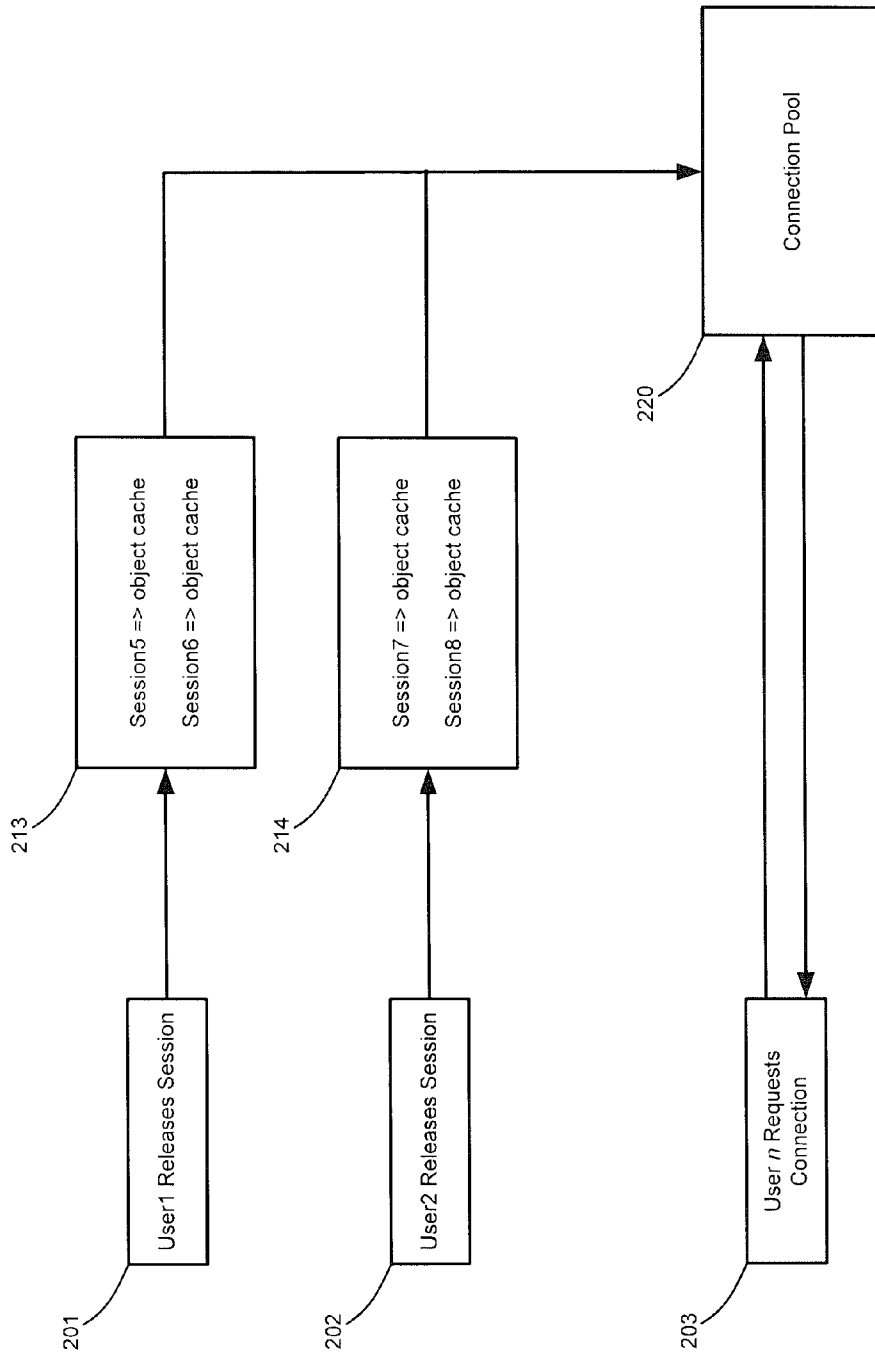 201
User1 Releases Session
213
Session5 => object cache
Session6 => object cache
202
User2 Releases Session
214
Session7 => object cache
Session8 => object cache
203
User n Requests
Connection
220
Connection Pool